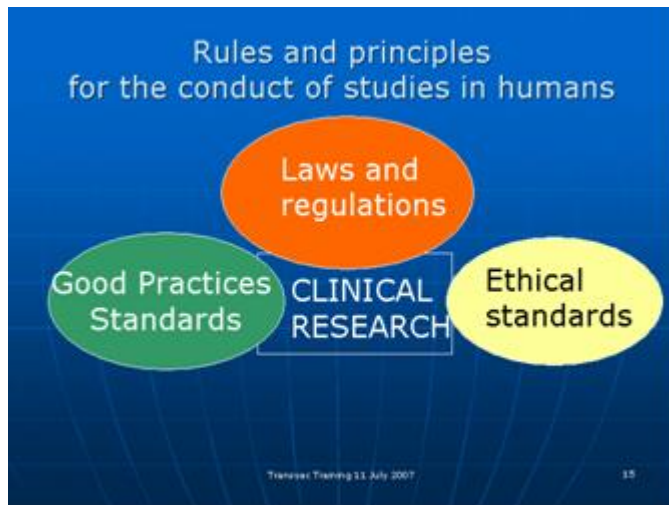 Rules and principles
for the conduct of studies in humans
Laws and
regulations
Good Practices
Standards
CLINICAL
RESEARCH
Ethical
standards
Training 11 July 2007
15